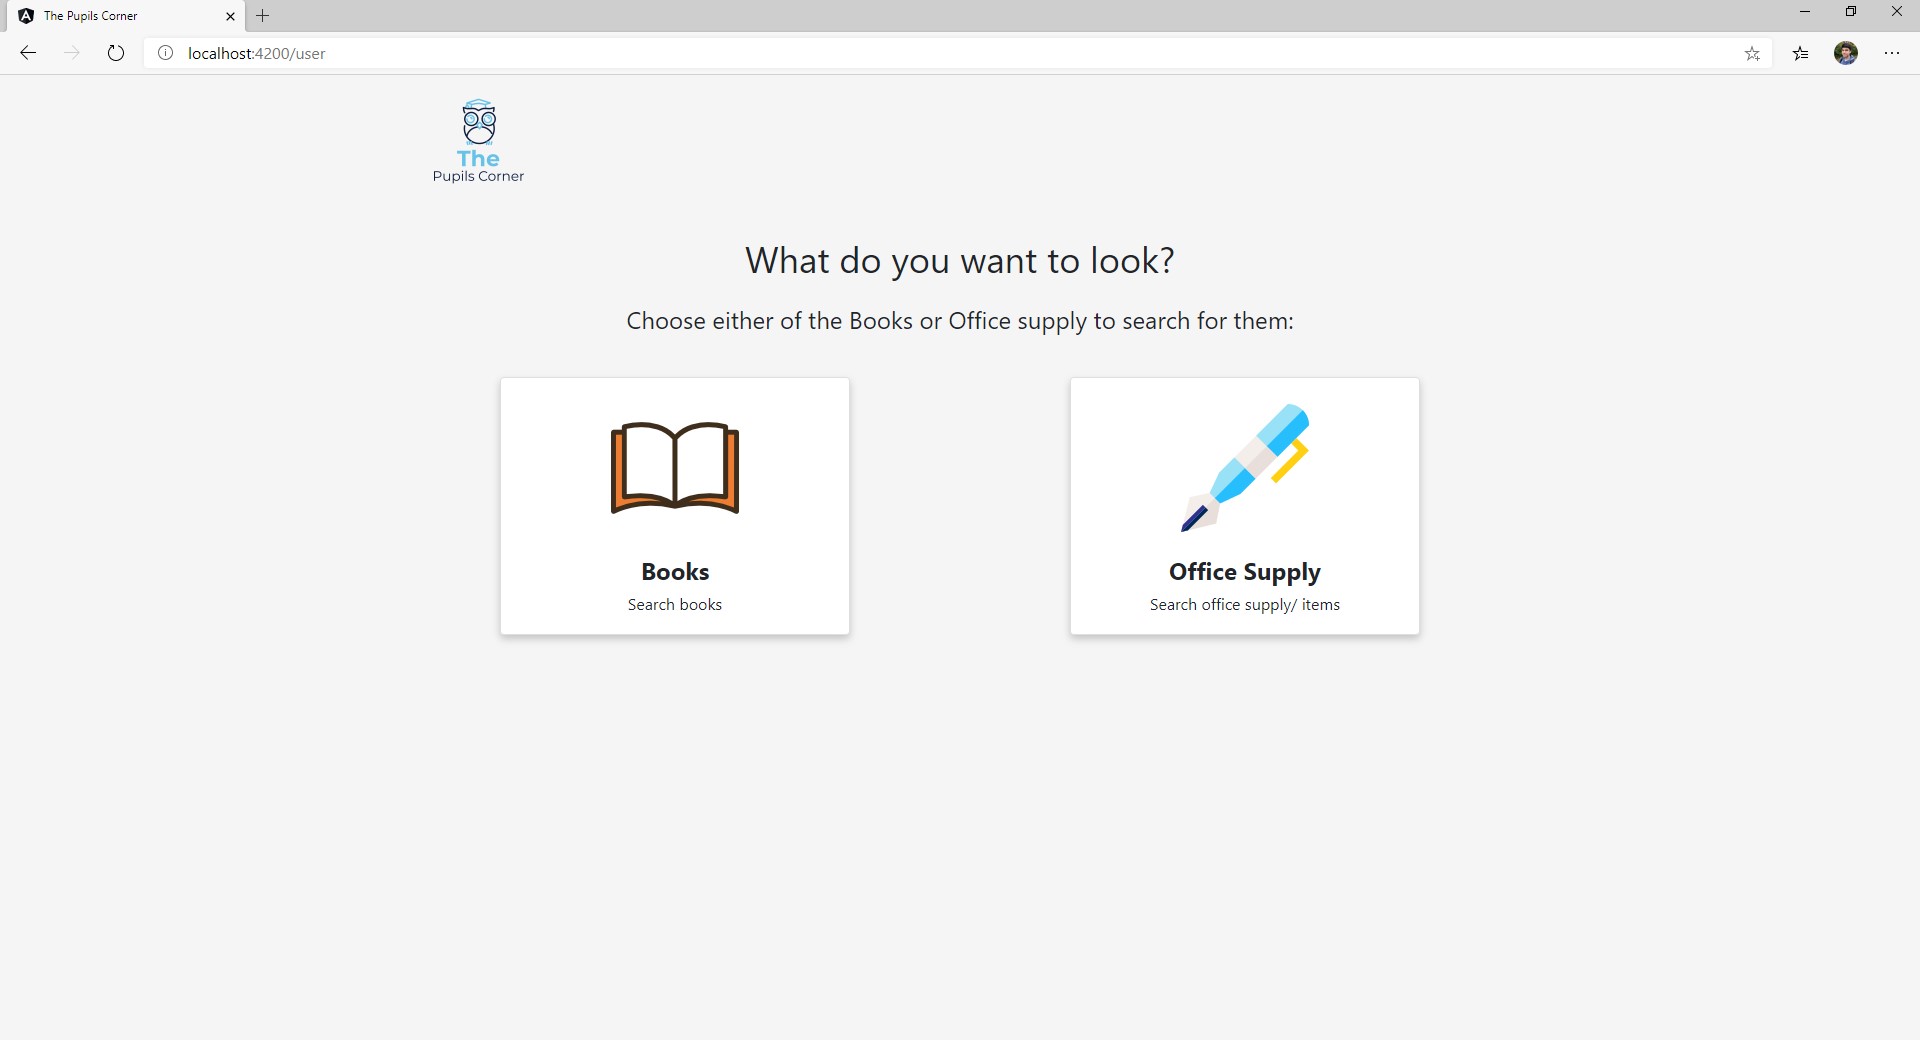 The Pupils Corner
localhost:4200/user
The
Pupils Corner
What do you want to look?
Choose either of the Books or Office supply to search for them:
Books
Search books
Office Supply
Search office supply/ items